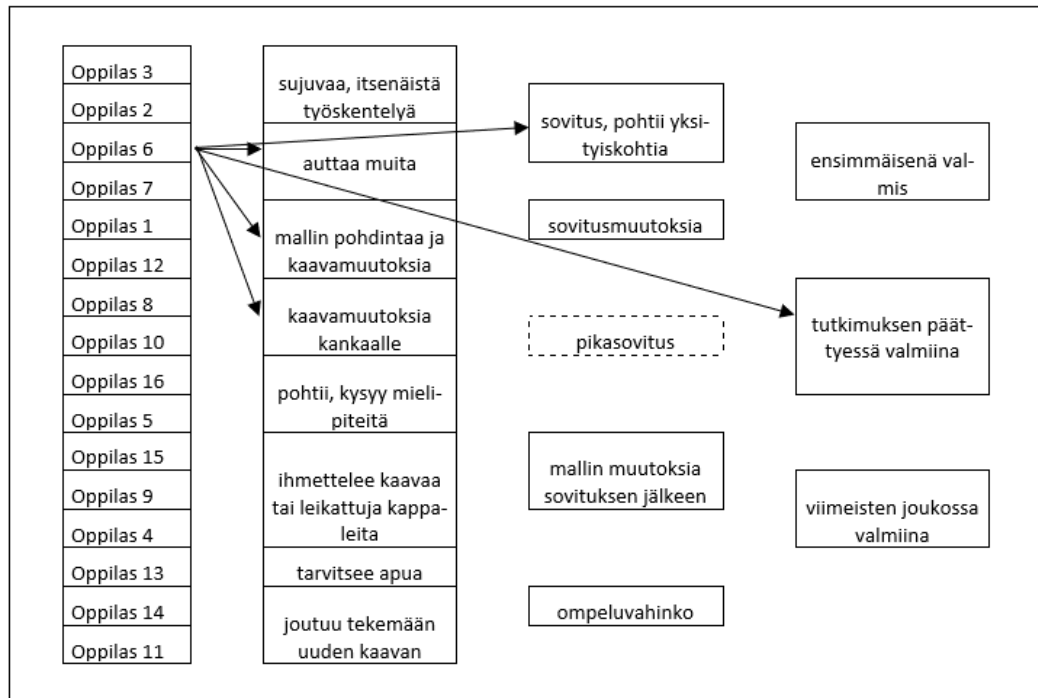 Oppilas 3
Oppilas 2
Oppilas 6
Oppilas 7
Oppilas 1
Oppilas 12
Oppilas 8
Oppilas 10
Oppilas 16
Oppilas 5
Oppilas 15
Oppilas 9
Oppilas 4
Oppilas 13
Oppilas 14
Oppilas 11
sujuvaa, itsenäistä
työskentelyä
auttaa muita
mallin pohdintaa ja
kaavamuutoksia
kaavamuutoksia
kankaalle
pohtii, kysyy mieli-
piteitä
ihmettelee kaavaa
tai leikattuja kappa-
leita
tarvitsee apua
joutuu tekemään
uuden kaavan
sovitus, pohtii yksi-
tyiskohtia
sovitusmuutoksia
pikasovitus
mallin muutoksia
sovituksen jälkeen
ompeluvahinko
ensimmäisenä val-
mis
tutkimuksen päät-
tyessä valmiina
viimeisten joukossa
valmiina